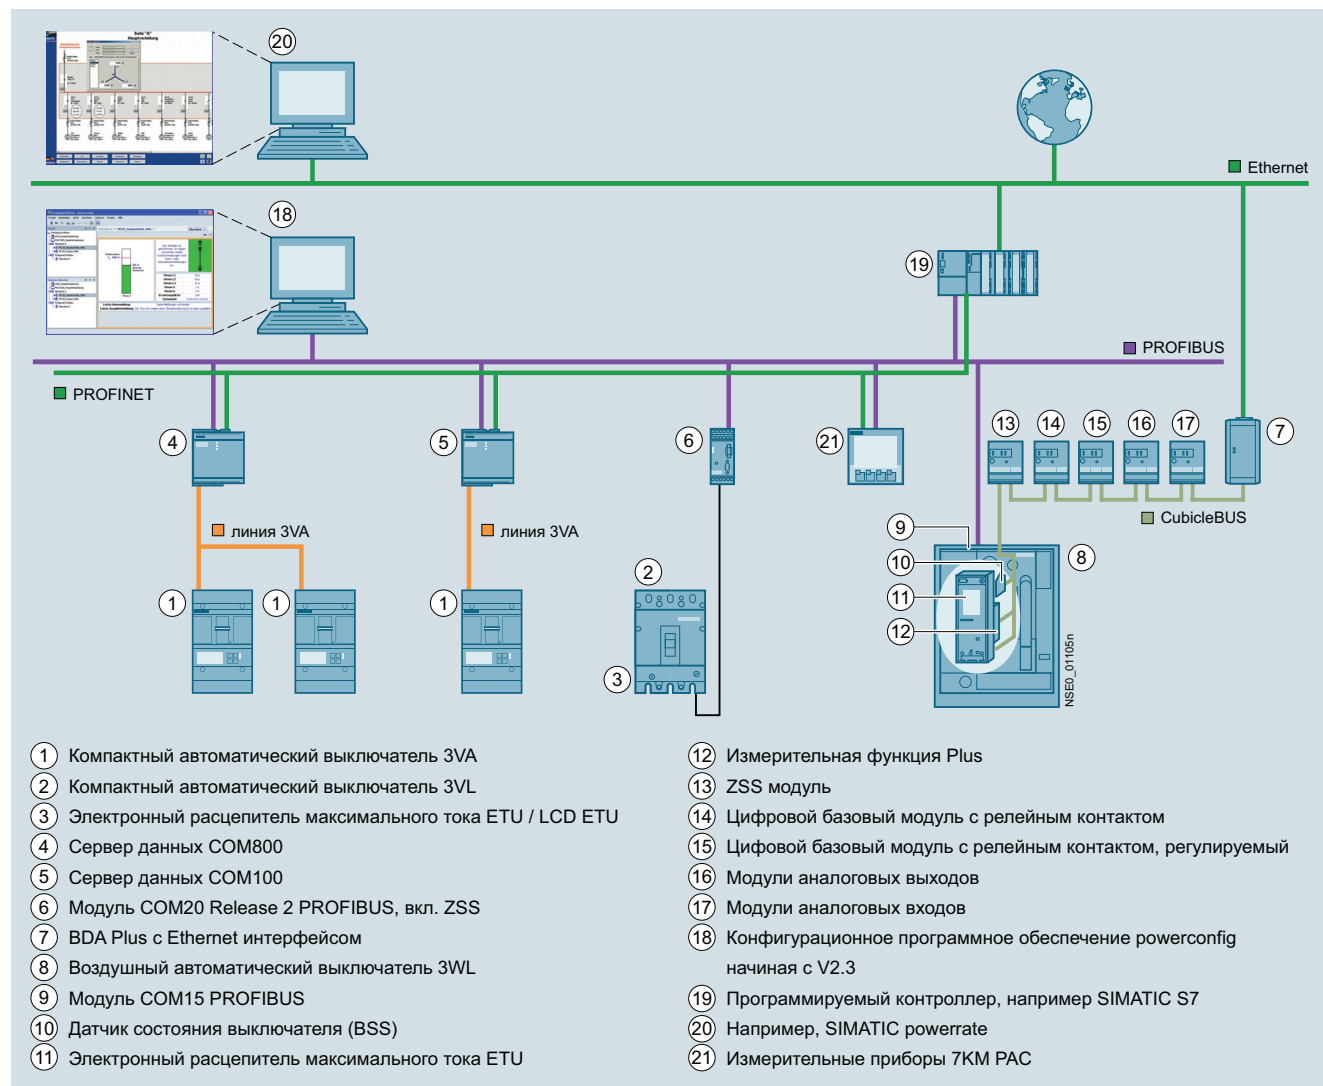 Seite "A"
Hauptverteilung
20
Ethernet
18
19
PROFIBUS
PROFINET
4
5
6
21
13
14
15
16
17
7
линия 3VA
линия 3VA
CubicleBUS
9
8
10
2
1
1
1
11
12
3
NSE0_01105n
1 Компактный автоматический выключатель 3VA
2 Компактный автоматический выключатель 3VL
3 Электронный расцепитель максимального тока ETU / LCD ETU
4 Сервер данных COM800
5 Сервер данных COM100
6 Модуль COM20 Release 2 PROFIBUS, вкл. ZSS
7 BDA Plus с Ethernet интерфейсом
8 Воздушный автоматический выключатель 3WL
9 Модуль COM15 PROFIBUS
10 Датчик состояния выключателя (BSS)
11 Электронный расцепитель максимального тока ETU
12 Измерительная функция Plus
13 ZSS модуль
14 Цифровой базовый модуль с релейным контактом
15 Цифовой базовый модуль с релейным контактом, регулируемый
16 Модули аналоговых выходов
17 Модули аналоговых входов
18 Конфигурационное программное обеспечение powerconfig
начиная с V2.3
19 Программируемый контроллер, например SIMATIC S7
20 Например, SIMATIC powerrate
21 Измерительные приборы 7KM PAC